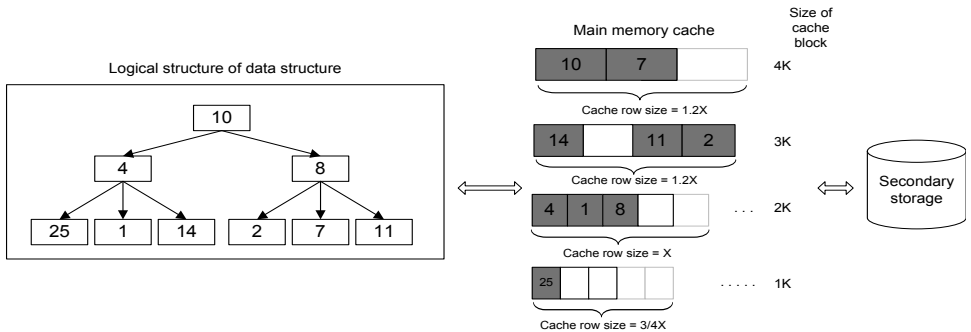 Logical structure of data structure
10
4 8
25 1 14 2 7 11
Main memory cache
Size of
cache
block
10 7 4K
Cache row size = 1.2X
14 11 2 3K
Cache row size = 1.2X
4 1 8 . . . 2K
Cache row size = X
25 . . . . . 1K
Cache row size = 3/4X
Secondary
storage